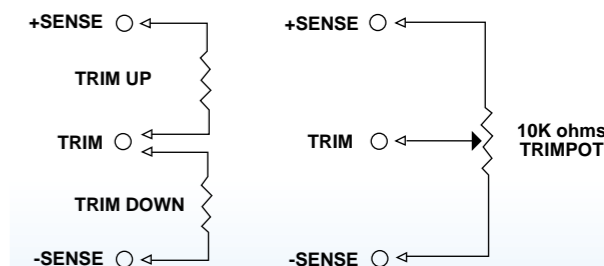 +SENSE
TRIM UP
TRIM
TRIM DOWN
-SENSE
+SENSE
TRIM
10K ohms
TRIMPOT
-SENSE